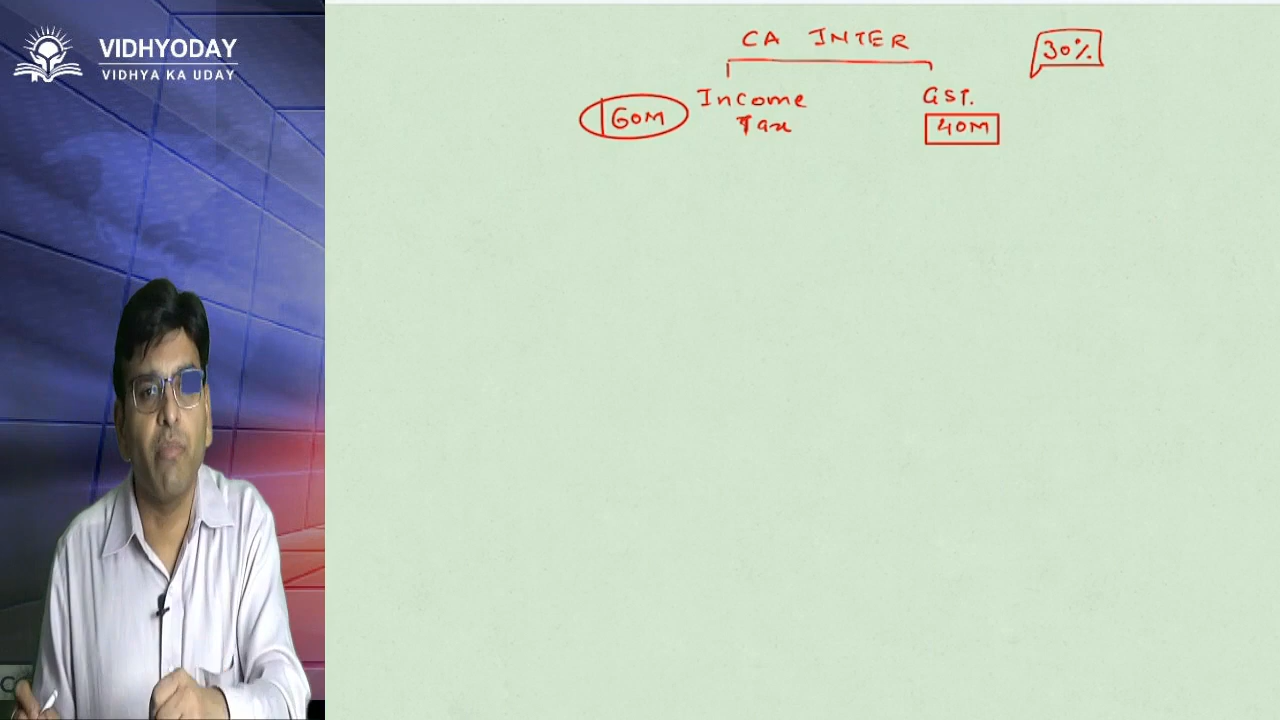 VIDHYODAY
VIDHYA KA UDAY
CA INTER
30%
60M
Income
Tax
GST.
40M